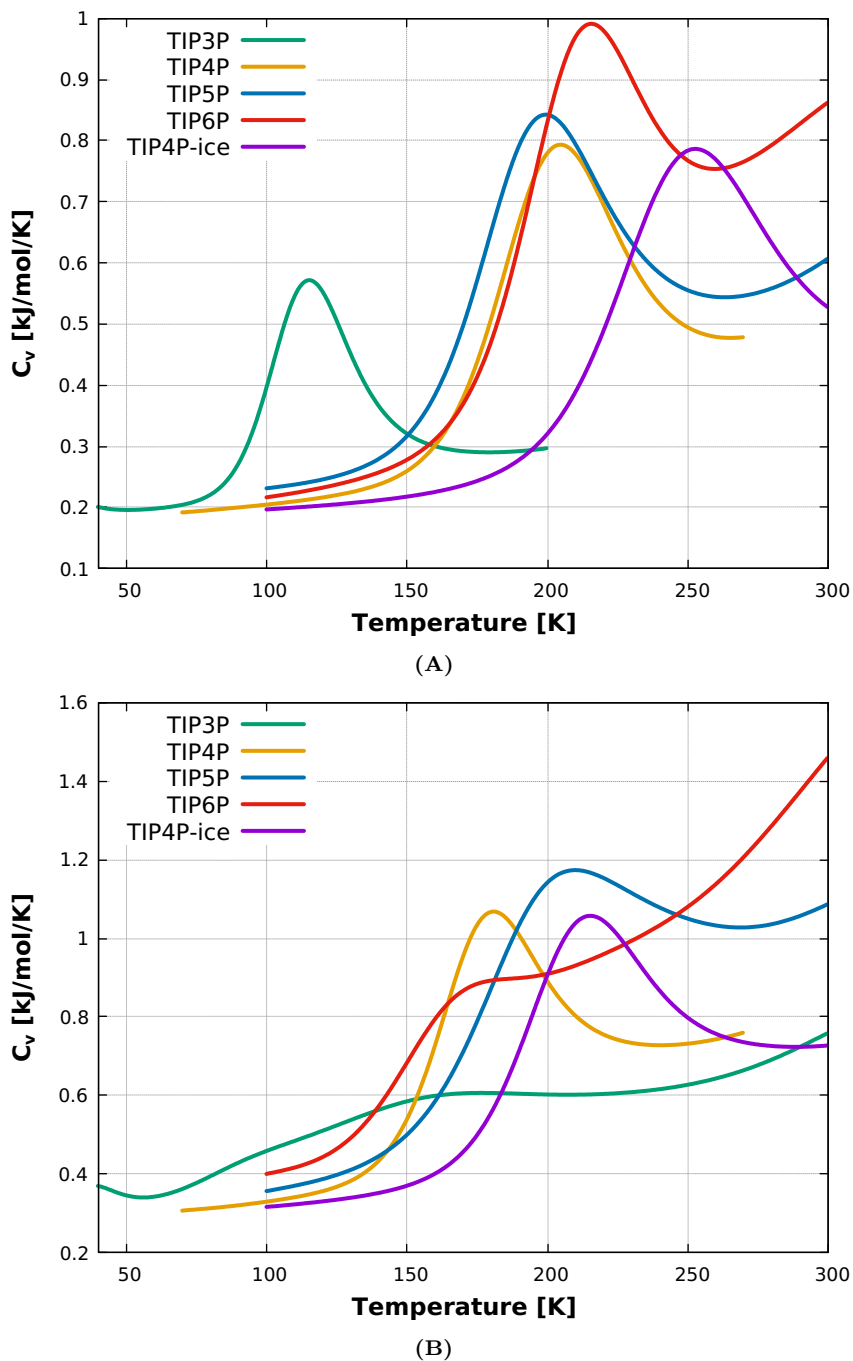 1
0.9
0.8
0.7
0.6
0.5
0.4
0.3
0.2
0.1
C_v [kJ/mol/K]
TIP3P
TIP4P
TIP5P
TIP6P
TIP4P-ice
50 100 150 200 250 300
Temperature [K]
(A)
1.6
1.4
1.2
1
0.8
0.6
0.4
0.2
C_v [kJ/mol/K]
TIP3P
TIP4P
TIP5P
TIP6P
TIP4P-ice
50 100 150 200 250 300
Temperature [K]
(B)